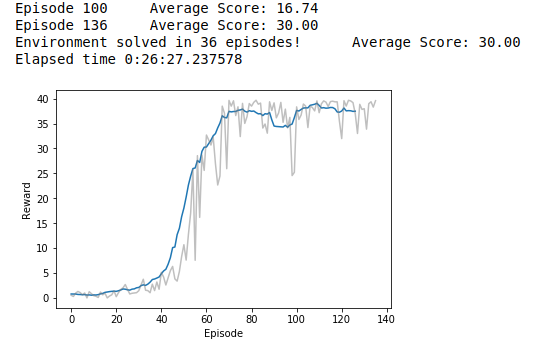 Episode 100 Average Score: 16.74
Episode 136 Average Score: 30.00
Environment solved in 36 episodes! Average Score: 30.00
Elapsed time 0:26:27.237578
40
35
30
25
20
15
10
5
0
Reward
0 20 40 60 80 100 120 140
Episode